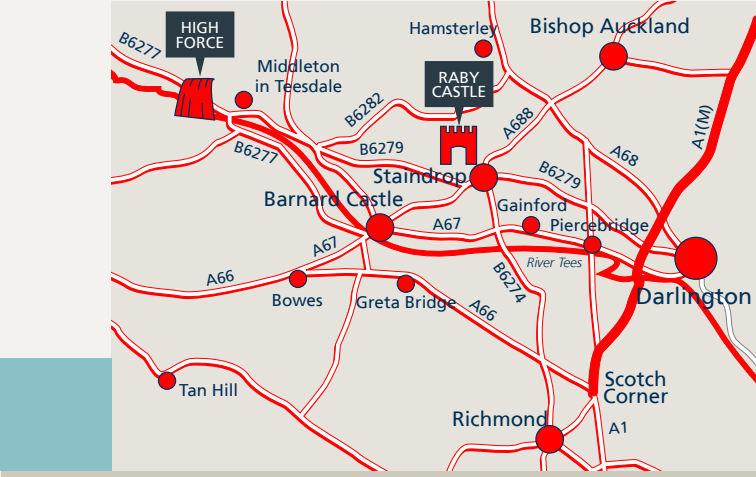 HIGH
FORCE
B6277
Hamsterley
Bishop Auckland
Middleton
in Teesdale
RABY
CASTLE
B6282
A688
A1(M)
B6277
B6279
A68
Staindrop
B6279
Barnard Castle
Gainford
A67
Piercebridge
A67
River Tees
A66
B6274
Bowes
Greta Bridge
A66
Darlington
Tan Hill
Scotch
Corner
Richmond
A1